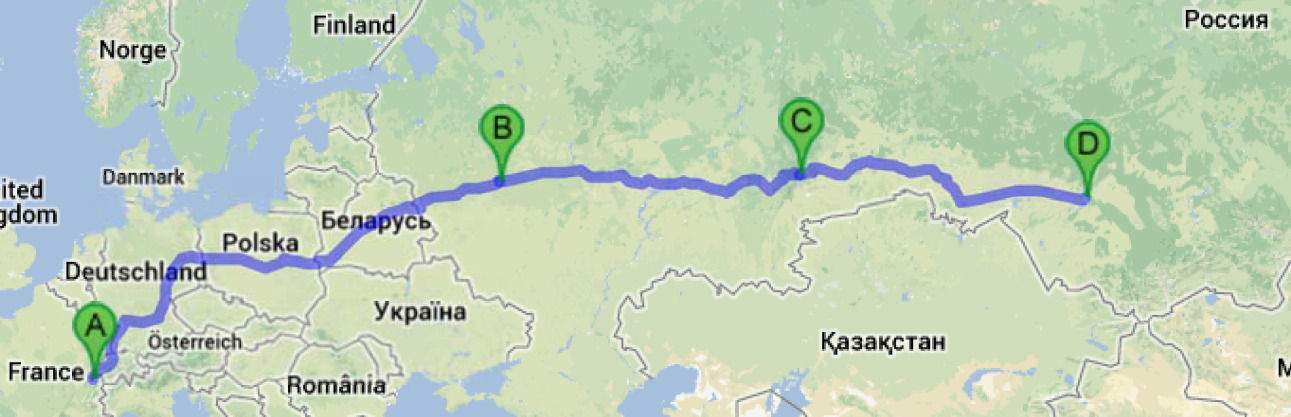 Finland
Россия
Norge
B
C
D
Danmark
ited
gdom
Беларусь
Polska
Deutschland
A
Україна
Österreich
Қазақстан
France
România
M